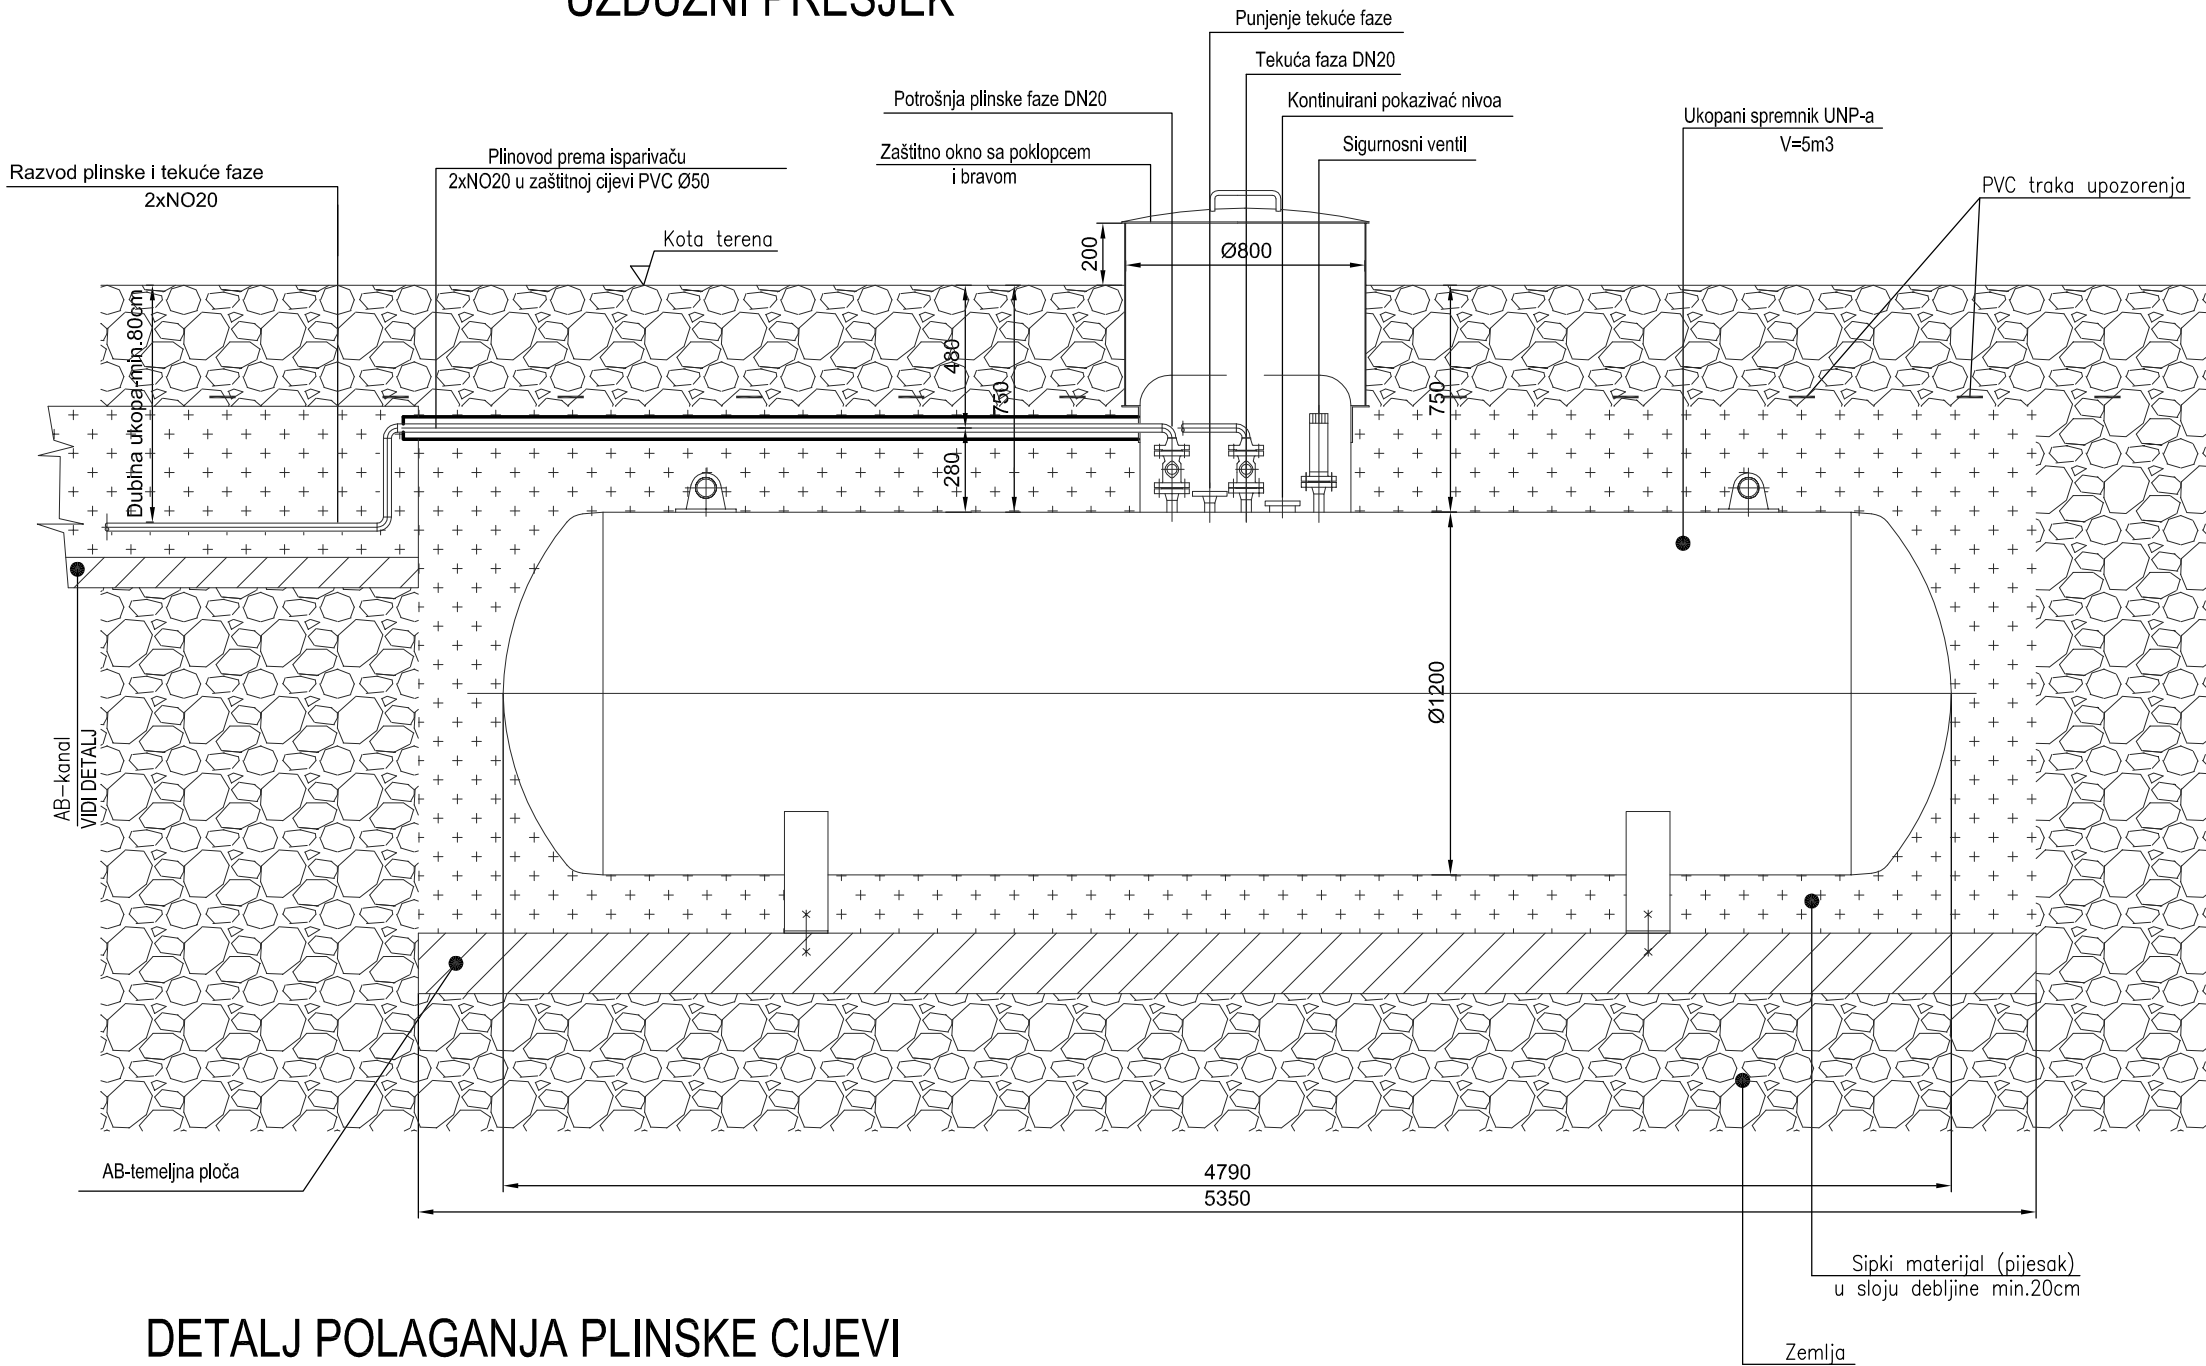 UZDUŽNI PRESJEK
Punjenje tekuće faze
Tekuća faza DN20
Potrošnja plinske faze DN20
Kontinuirani pokazivač nivoa
Ukopani spremnik UNP-a
V=5m3
Sigurnosni ventil
Zaštitno okno sa poklopcem
i bravom
Plinovod prema isparivaču
2xNO20 u zaštitnoj cijevi PVC Ø50
Razvod plinske i tekuće faze
2xNO20
PVC traka upozorenja
Kota terena
200
Ø800
Dubina ukopa-min.80cm
480
750
750
280
Ø1200
AB-kanal
VIDI DETALJ
AB-temeljna ploča
4790
5350
Sipki materijal (pijesak)
u sloju debljine min.20cm
Zemlja
DETALJ POLAGANJA PLINSKE CIJEVI